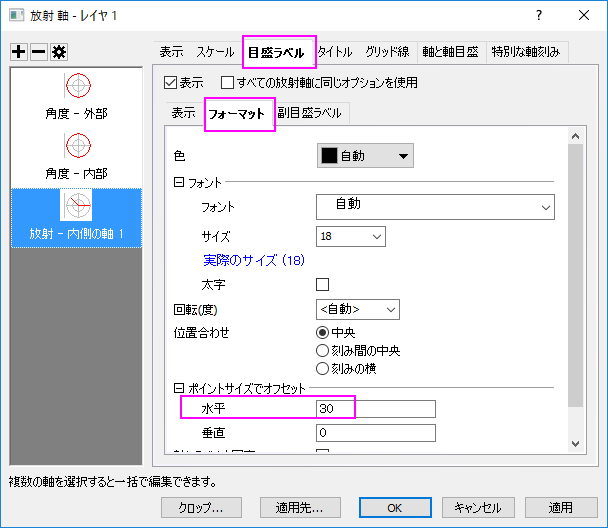 放射 軸 - レイヤ 1
表示 スケール 目盛ラベル タイトル グリッド線 軸と軸目盛 特別な軸刻み
表示 すべての放射軸に同じオプションを使用
表示 フォーマット 副目盛ラベル
角度 - 外部
角度 - 内部
放射 - 内側の軸 1
色 自動
フォント
フォント 自動
サイズ 18
実際のサイズ (18)
太字
回転(度) <自動>
位置合わせ 中央
刻み間の中央
刻みの横
ポイントサイズでオフセット
水平 30
垂直 0
複数の軸を選択すると一括で編集できます。
クロップ... 適用先... OK キャンセル 適用